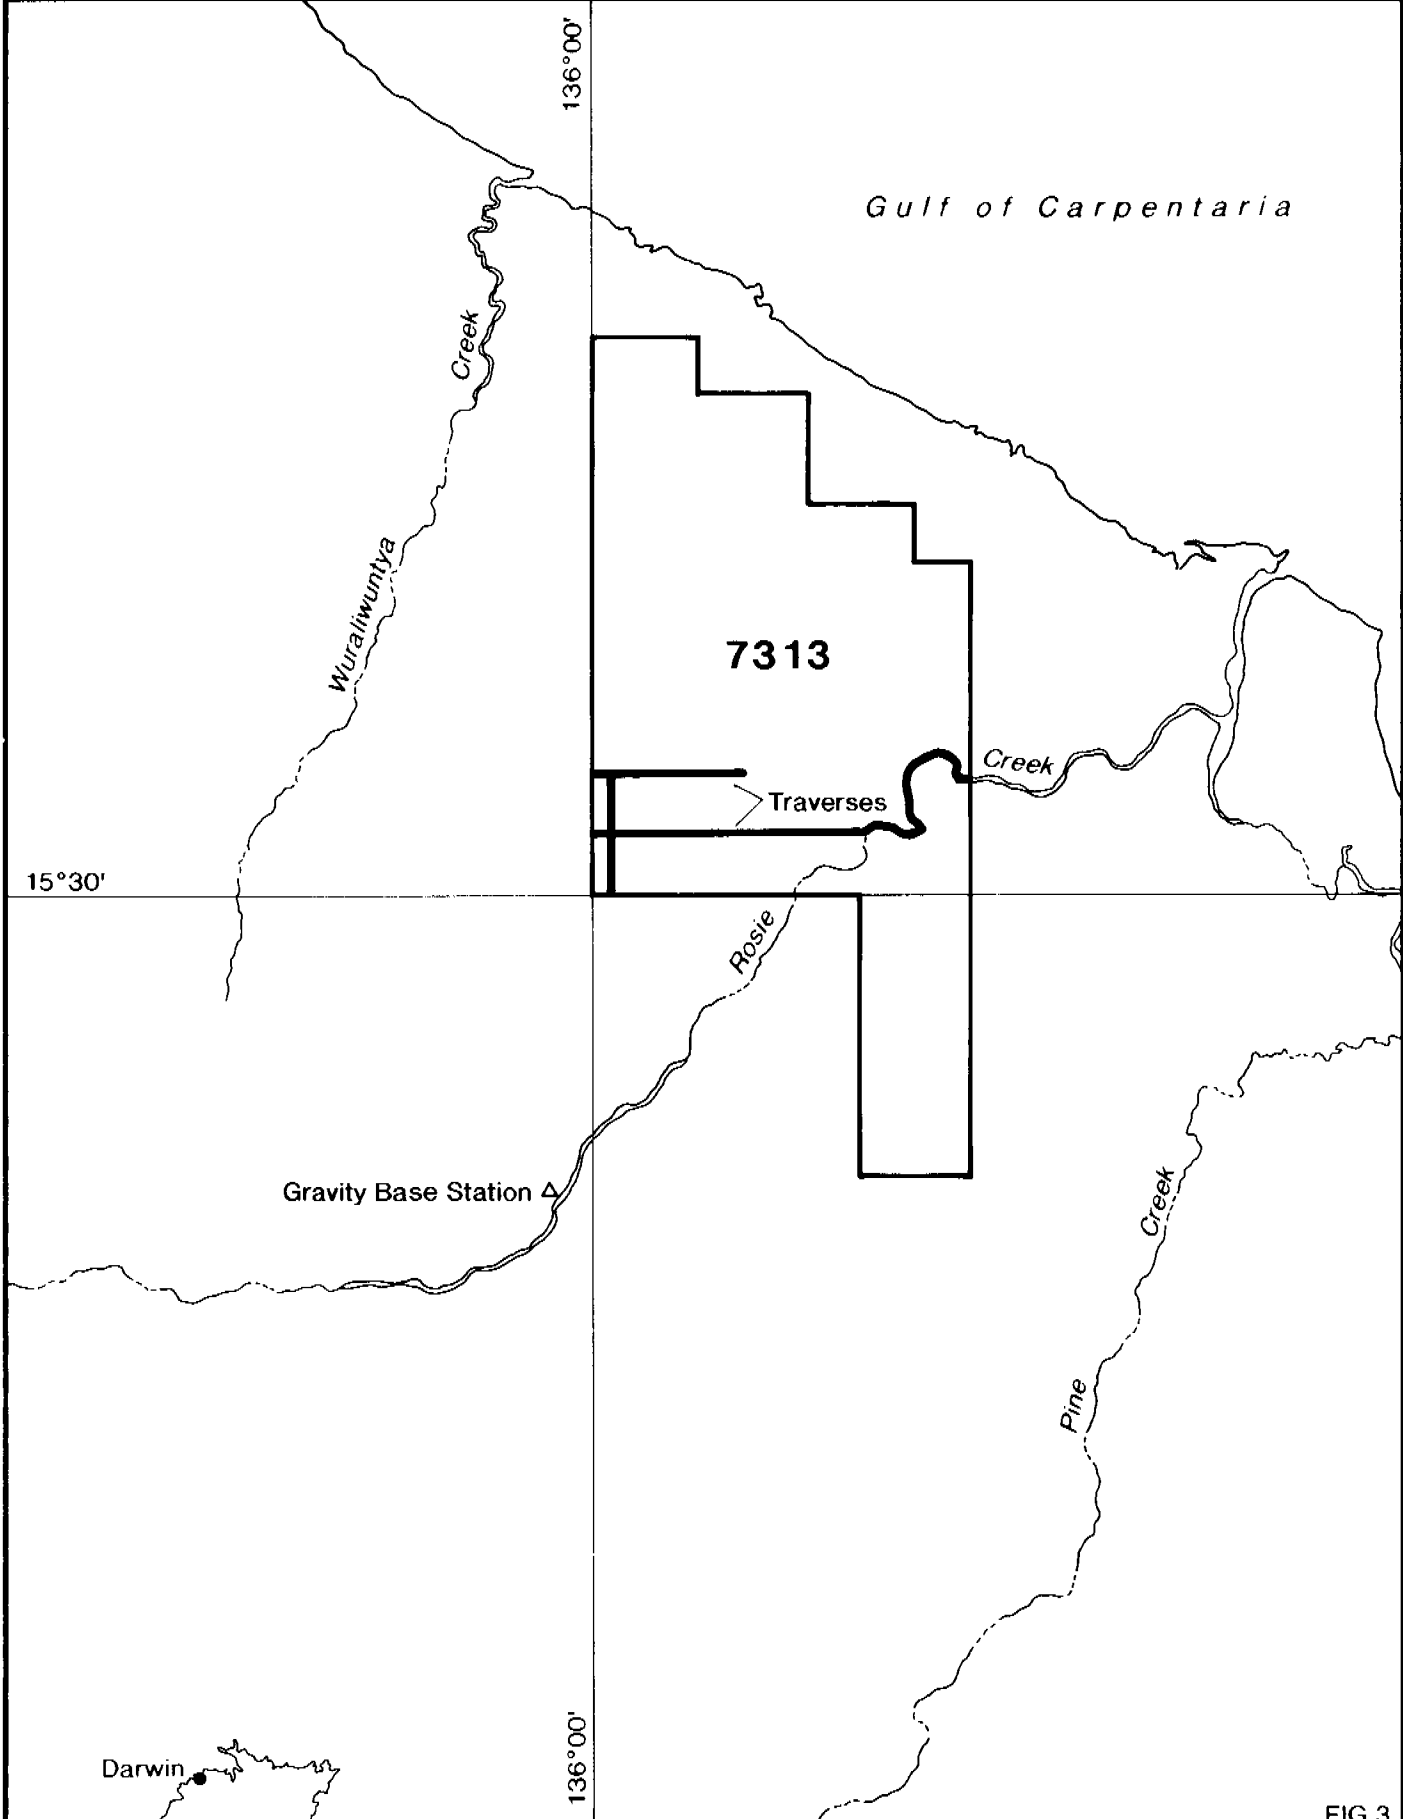 136°00'
Gulf of Carpentaria
Creek
Wuraliwuntya
7313
Creek
Traverses
15°30'
Rosie
Gravity Base Station
Creek
Pine
136°00'
Darwin
FIG 3